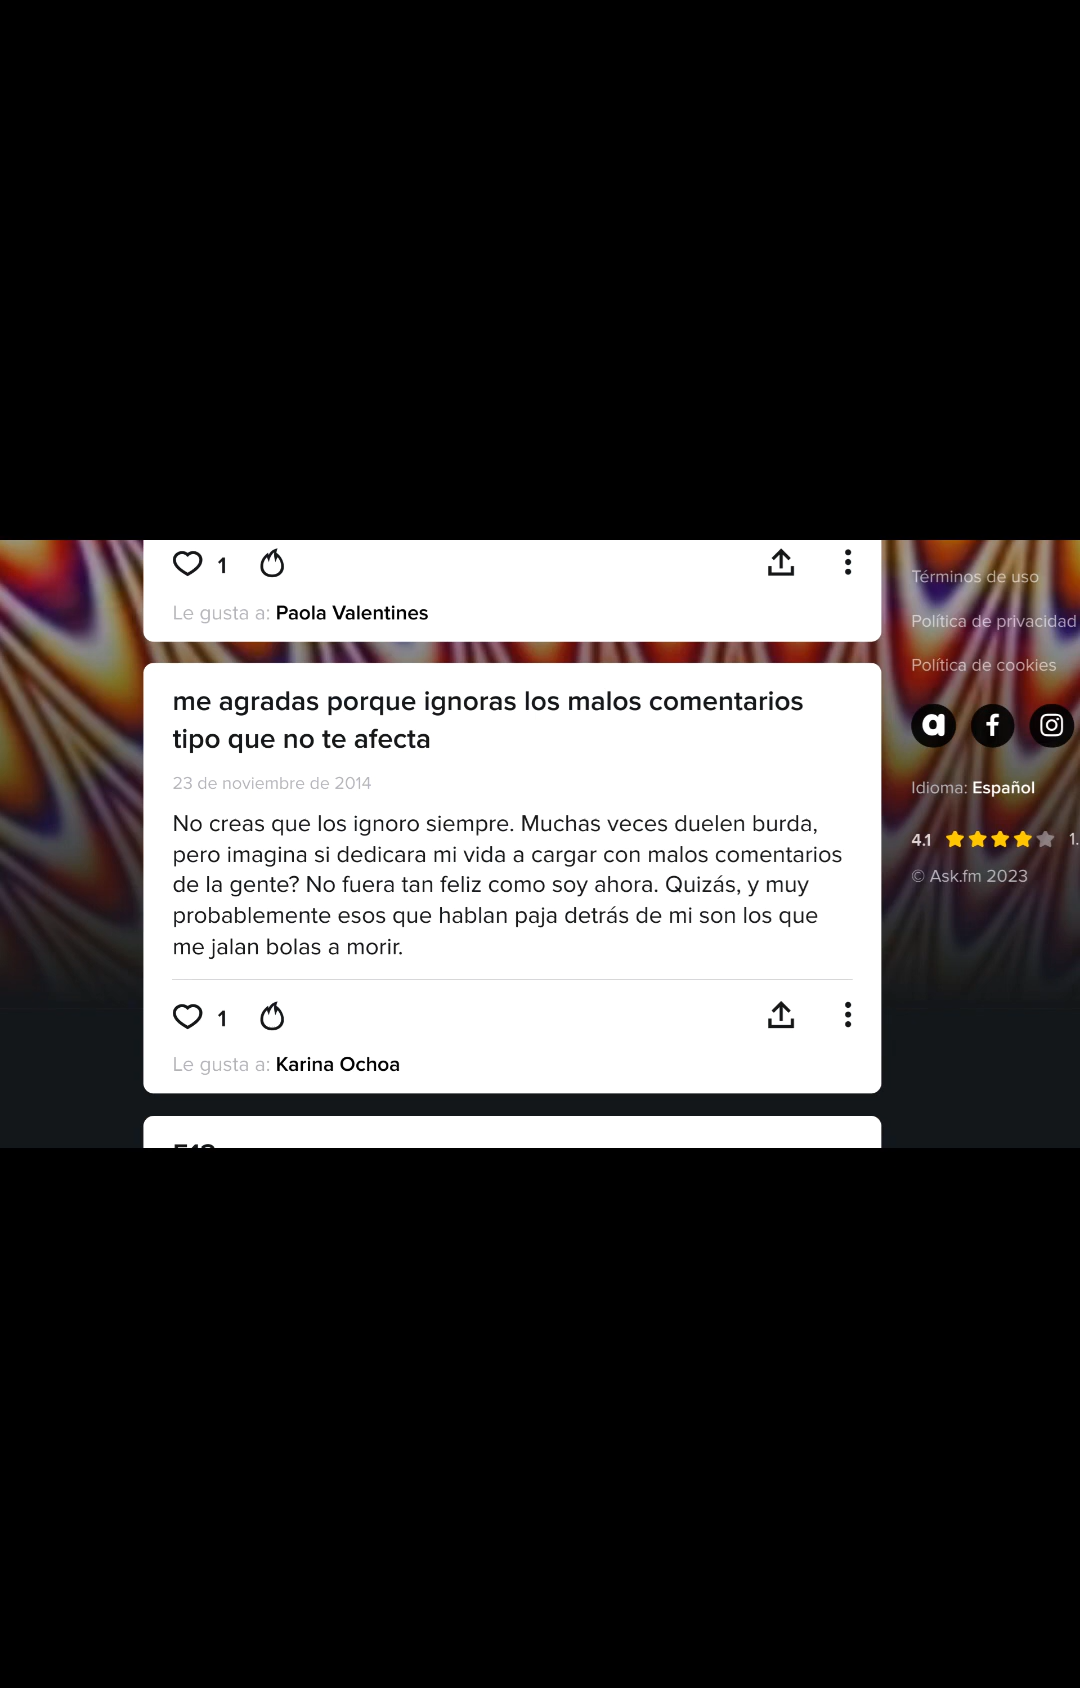 1
Le gusta a: Paola Valentines
me agradas porque ignoras los malos comentarios
tipo que no te afecta
23 de noviembre de 2014
No creas que los ignoro siempre. Muchas veces duelen burda,
pero imagina si dedicara mi vida a cargar con malos comentarios
de la gente? No fuera tan feliz como soy ahora. Quizás, y muy
probablemente esos que hablan paja detrás de mi son los que
me jalan bolas a morir.
1
Le gusta a: Karina Ochoa
Términos de uso
Política de privacidad
Política de cookies
Idioma: Español
4.1
1.
© Ask.fm 2023